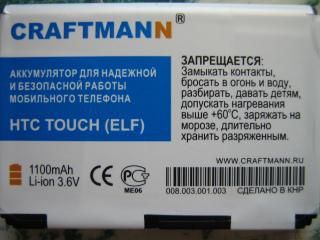 CRAFTMANN®
АККУМУЛЯТОР ДЛЯ НАДЕЖНОЙ
И БЕЗОПАСНОЙ РАБОТЫ
МОБИЛЬНОГО ТЕЛЕФОНА
HTC TOUCH (ELF)
1100mAh
Li-ion 3.6V
CE
PC
ME06
ЗАПРЕЩАЕТСЯ:
Замыкать контакты,
бросать в огонь и воду,
разбирать, давать детям,
допускать нагревания
выше +60°С, заряжать на
морозе, длительно
хранить разряженным.
WWW.CRAFTMANN.RU
008.003.001.003
СДЕЛАНО В КНР